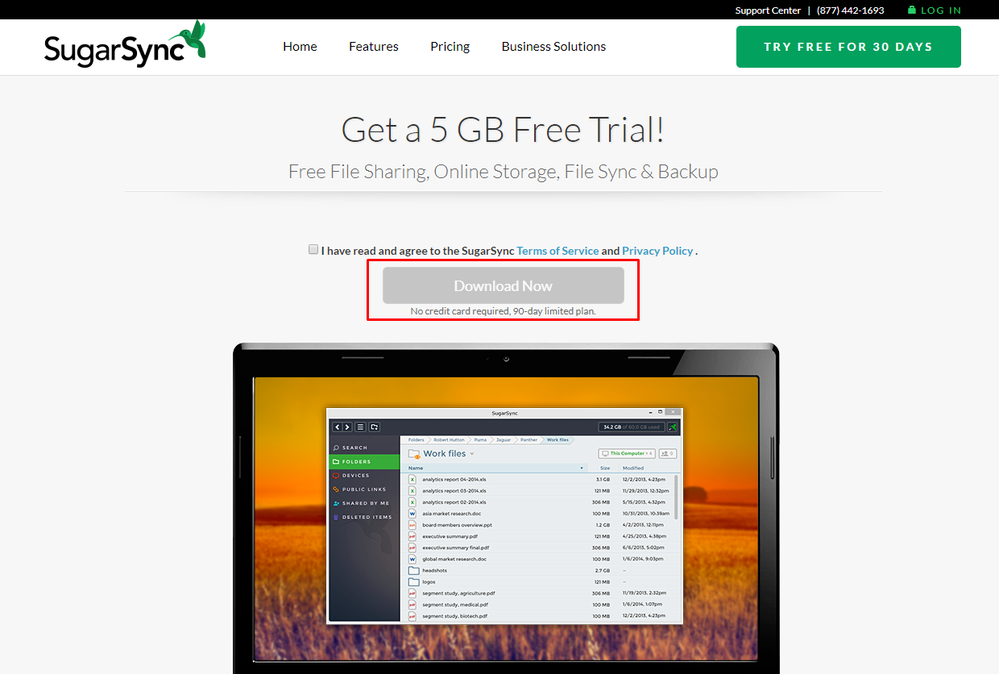 Support Center | (877) 442-1693 LOG IN
SugarSync Home Features Pricing Business Solutions TRY FREE FOR 30 DAYS
Get a 5 GB Free Trial!
Free File Sharing, Online Storage, File Sync & Backup
I have read and agree to the SugarSync Terms of Service and Privacy Policy .
Download Now
No credit card required, 90-day limited plan.
SugarSync
34.2 GB of 60.0 GB used
SEARCH
FOLDERS
DEVICES
PUBLIC LINKS
SHARED BY ME
DELETED ITEMS
Folders Robert Hutton Puma Jaguar Panther Work files
Work files This Computer + 4 0
Name Size Modified
analytics report 04-2014.xls 3.1 GB 12/2/2013, 4:23pm
analytics report 03-2014.xls 121 MB 11/29/2013, 12:32pm
analytics report 02-2014.xls 306 MB 5/15/2013, 4:32pm
asia market research.doc 100 MB 10/31/2013, 10:39am
board members overview.ppt 1.2 GB 4/2/2013, 12:11pm
executive summary.pdf 121 MB 4/25/2013, 4:38pm
executive summary final.pdf 306 MB 6/6/2013, 5:02pm
global market research.doc 100 MB 1/6/2014, 9:03pm
headshots 2.7 GB --
logos 121 MB --
segment study, agriculture.pdf 306 MB 11/19/2013, 2:32pm
segment study, medical.pdf 100 MB 1/6/2014, 1:07pm
segment study, biotech.pdf 100 MB 12/2/2013, 4:23pm